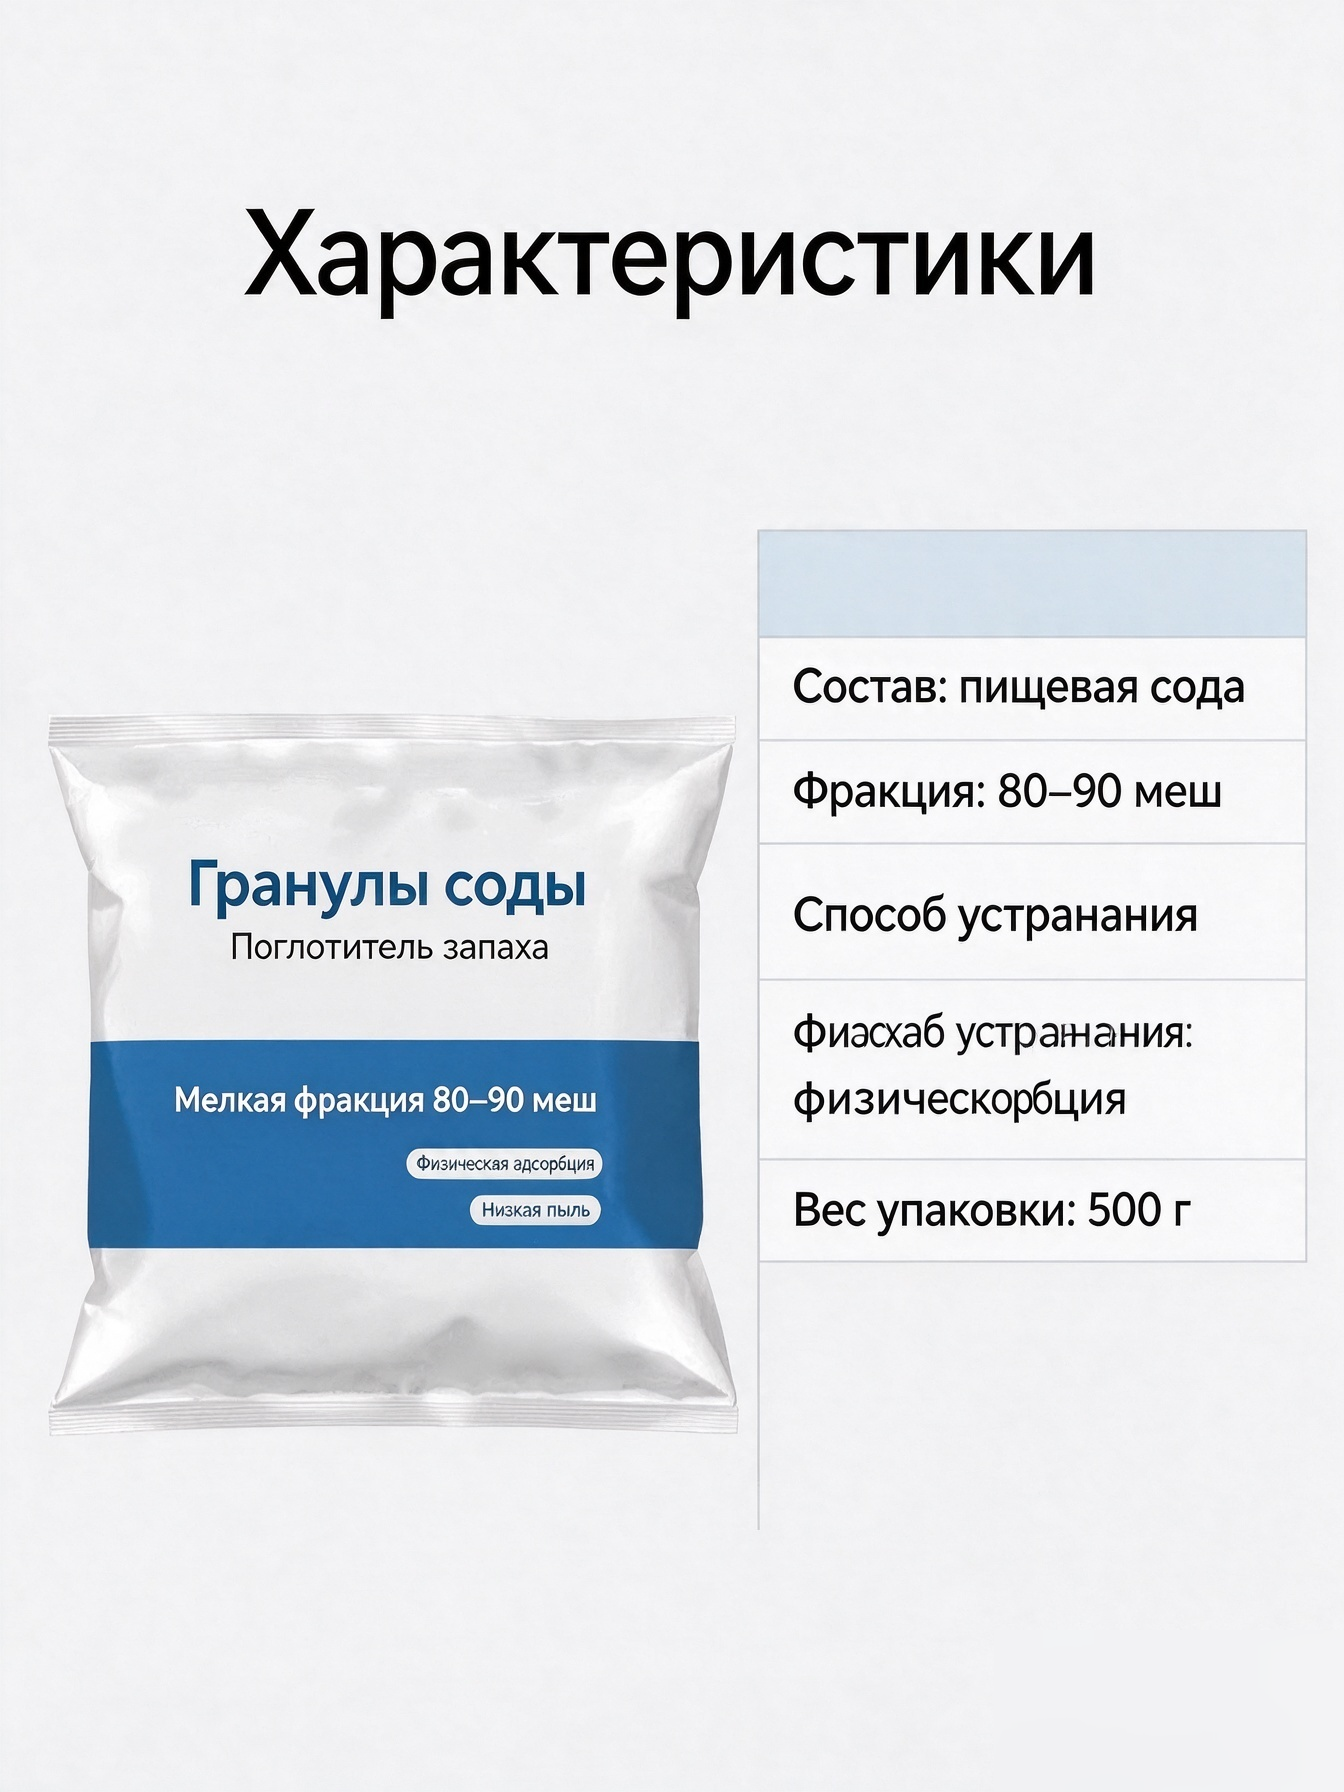 Характеристики
Гранулы соды
Поглотитель запаха
Мелкая фракция 80–90 меш
Физическая адсорбция
Низкая пыль
Состав: пищевая сода
Фракция: 80–90 меш
Способ устранания
устранания:
физическорбция
Вес упаковки: 500 г